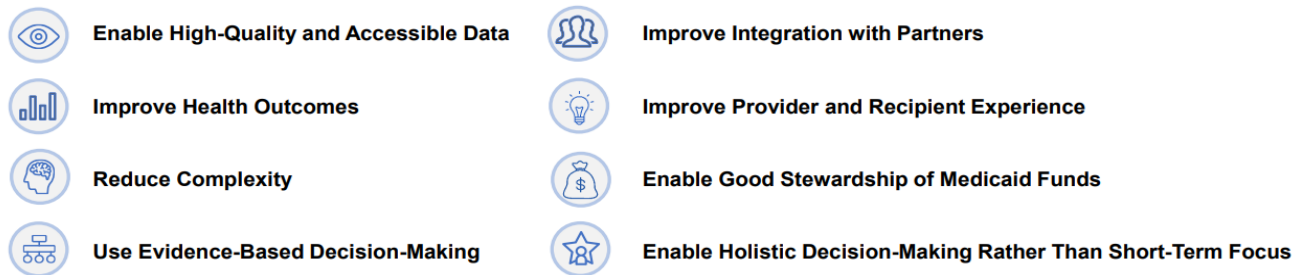 Enable High-Quality and Accessible Data
Improve Integration with Partners
Improve Health Outcomes
Improve Provider and Recipient Experience
Reduce Complexity
$
Enable Good Stewardship of Medicaid Funds
Use Evidence-Based Decision-Making
Enable Holistic Decision-Making Rather Than Short-Term Focus